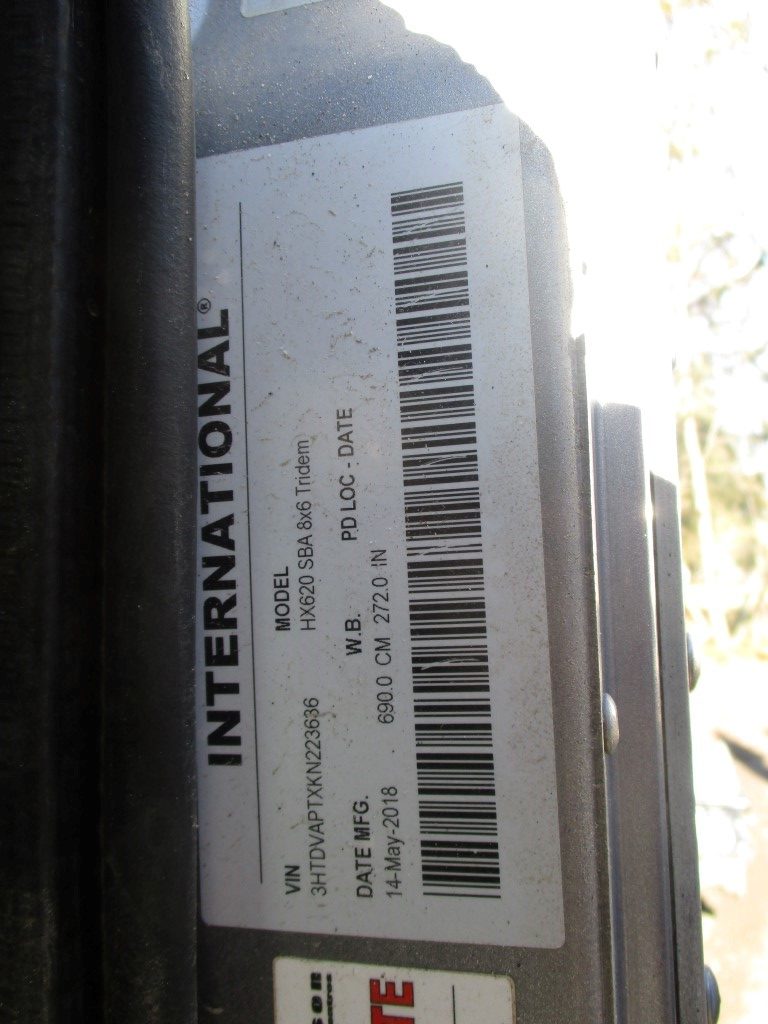 INTERNATIONAL®
VIN MODEL
3HTDVAPTXKN223636 HX620 SBA 8x6 Tridem
DATE MFG. W.B. PD LOC - DATE
14-May-2018 690.0 CM 272.0 IN